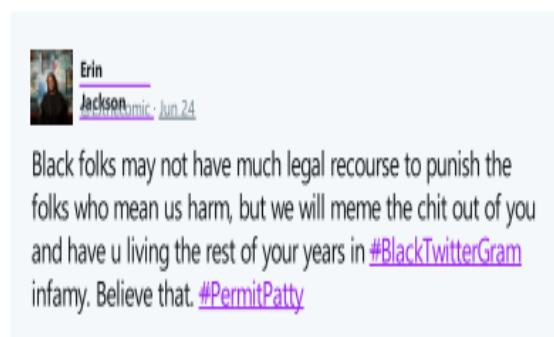 Erin
Jackson · Jun 24
Black folks may not have much legal recourse to punish the
folks who mean us harm, but we will meme the chit out of you
and have u living the rest of your years in #BlackTwitterGram
infamy. Believe that. #PermitPatty